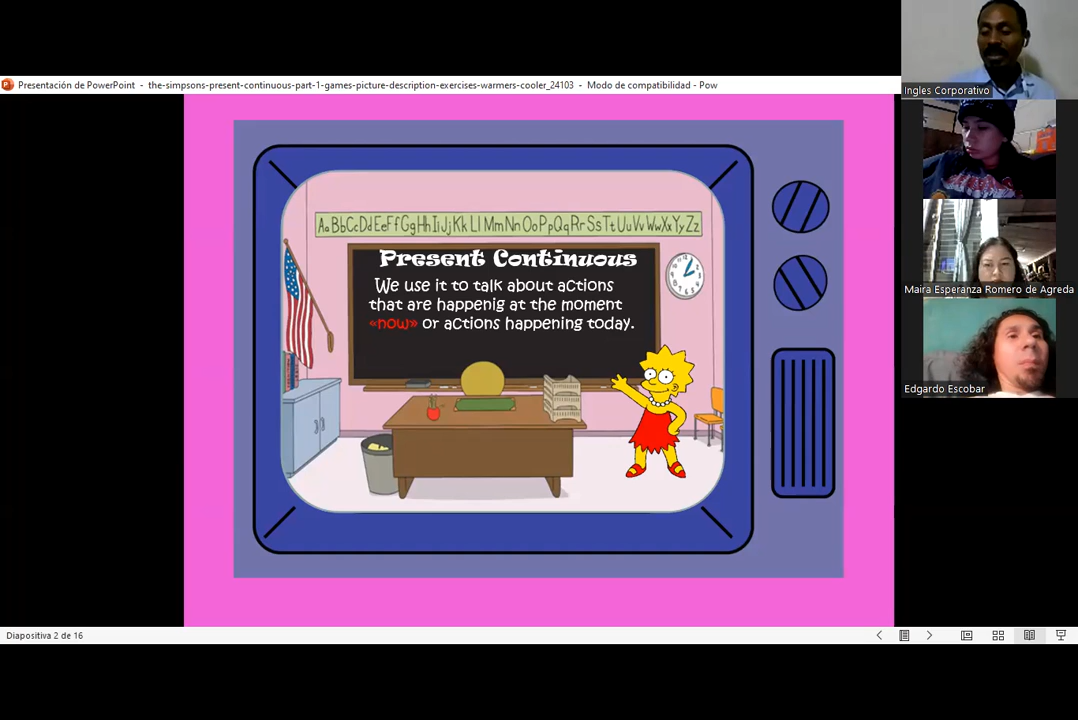 Presentación de PowerPoint - the-simpsons-present-continuous-part-1-games-picture-description-exercises-warmers-cooler_24103 - Modo de compatibilidad - Pow
Ingles Corporativo
AaBbCcDdEeFfGgHhIiJjKkLlMmNnOoPpQqRrSsTtUuVvWwXxYyZz
Present Continuous
We use it to talk about actions
that are happenig at the moment
«now» or actions happening today.
Maira Esperanza Romero de Agreda
Edgardo Escobar
Diapositiva 2 de 16